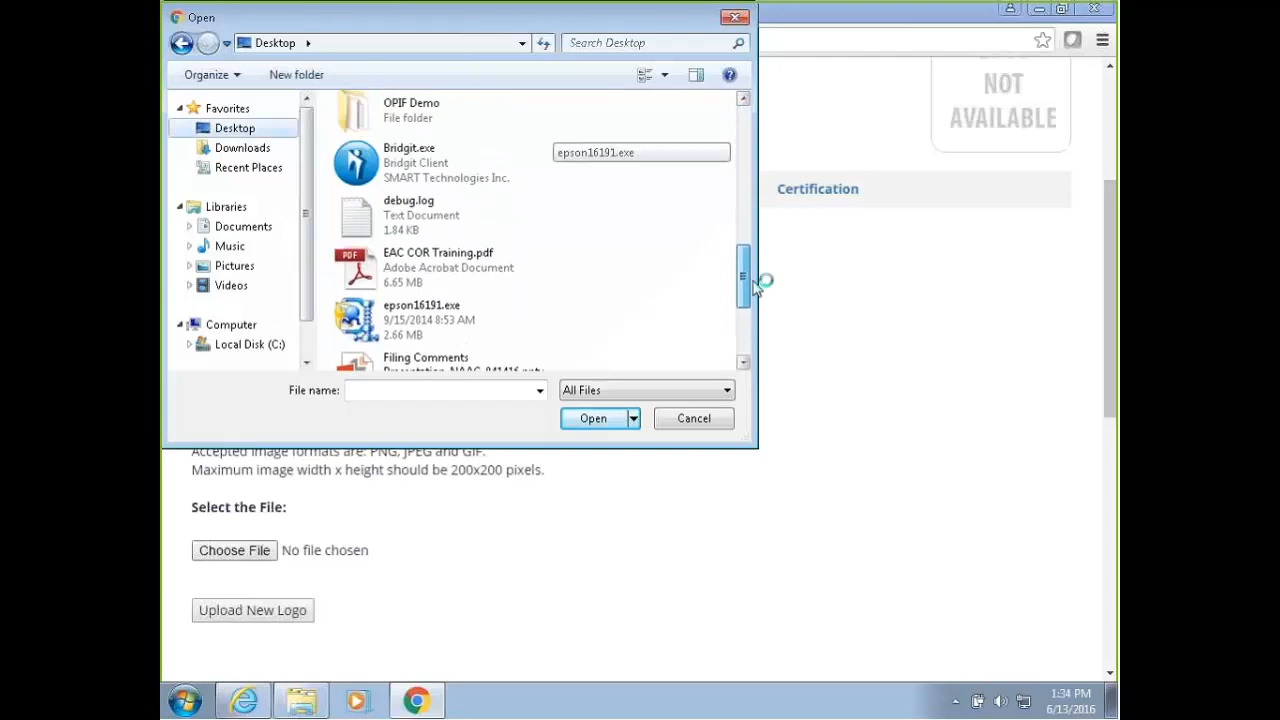 Open
Desktop
Search Desktop
Organize
New folder
NOT
AVAILABLE
Favorites
Desktop
Downloads
Recent Places
Libraries
Documents
Music
Pictures
Videos
Computer
Local Disk (C:)
OPIF Demo
File folder
Bridgit.exe
Bridgit Client
SMART Technologies Inc.
epson16191.exe
debug.log
Text Document
1.84 KB
EAC COR Training.pdf
Adobe Acrobat Document
6.65 MB
epson16191.exe
9/15/2014 8:53 AM
2.66 MB
Filing Comments
File name:
All Files
Open
Cancel
Certification
Accepted image formats are: PNG, JPEG and GIF.
Maximum image width x height should be 200x200 pixels.
Select the File:
Choose File No file chosen
Upload New Logo
1:34 PM
6/13/2016